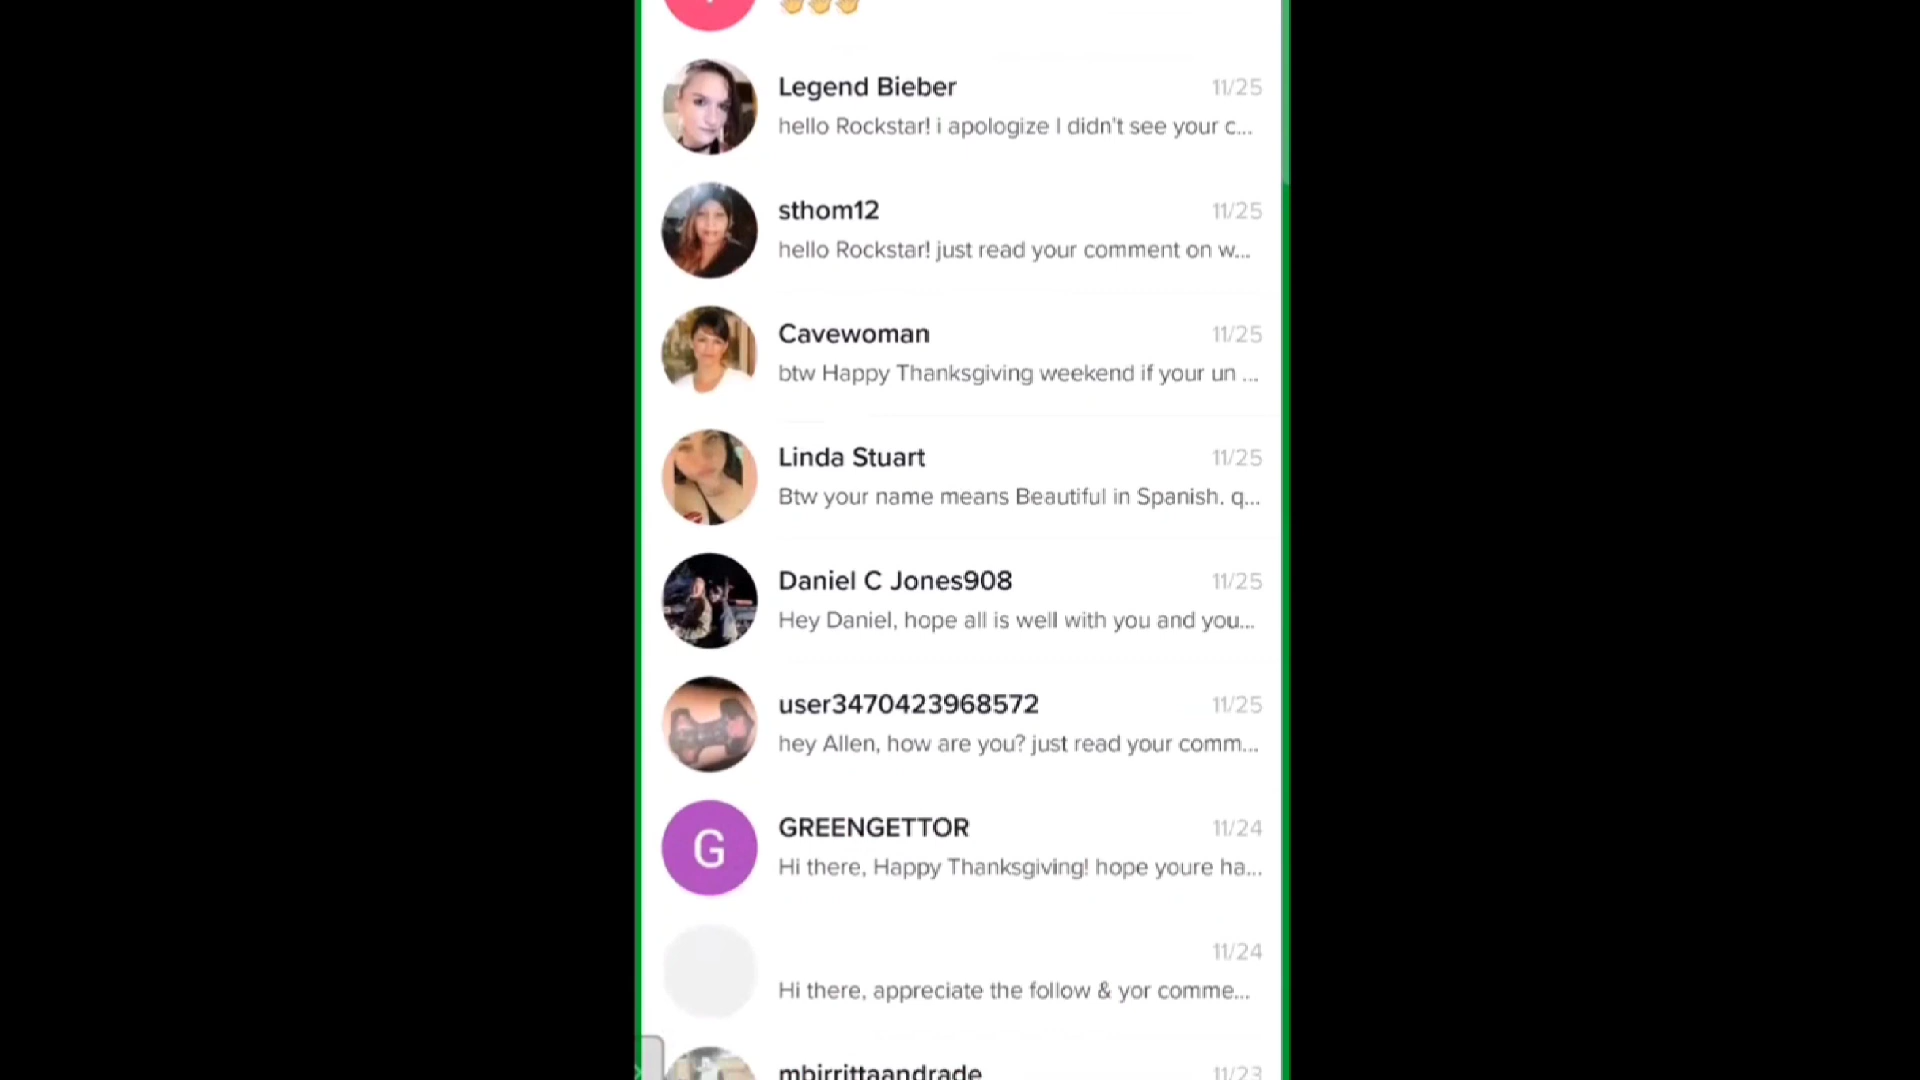 Legend Bieber 11/25
hello Rockstar! i apologize I didn't see your c...
sthom12 11/25
hello Rockstar! just read your comment on w...
Cavewoman 11/25
btw Happy Thanksgiving weekend if your un ...
Linda Stuart 11/25
Btw your name means Beautiful in Spanish. q...
Daniel C Jones908 11/25
Hey Daniel, hope all is well with you and you...
user3470423968572 11/25
hey Allen, how are you? just read your comm...
G
GREENGETTOR 11/24
Hi there, Happy Thanksgiving! hope youre ha...
11/24
Hi there, appreciate the follow & yor comme...
mbirrittaandrade 11/23